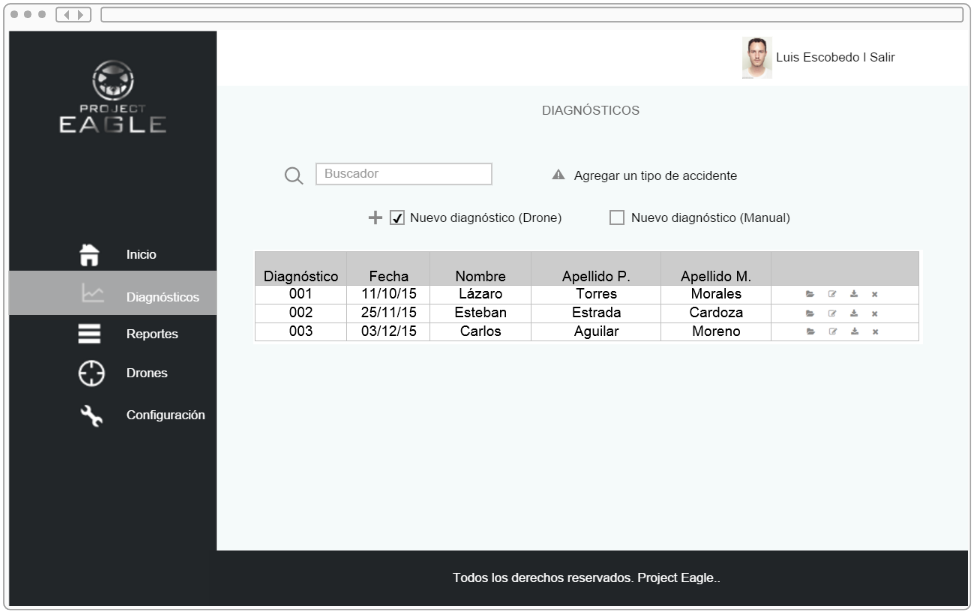 Luis Escobedo I Salir
PROJECT
EAGLE
DIAGNÓSTICOS
Buscador
Agregar un tipo de accidente
Nuevo diagnóstico (Drone)
Nuevo diagnóstico (Manual)
Inicio
Diagnósticos
Reportes
Drones
Configuración
Diagnóstico Fecha Nombre Apellido P. Apellido M.
001 11/10/15 Lázaro Torres Morales
002 25/11/15 Esteban Estrada Cardoza
003 03/12/15 Carlos Aguilar Moreno
Todos los derechos reservados. Project Eagle..